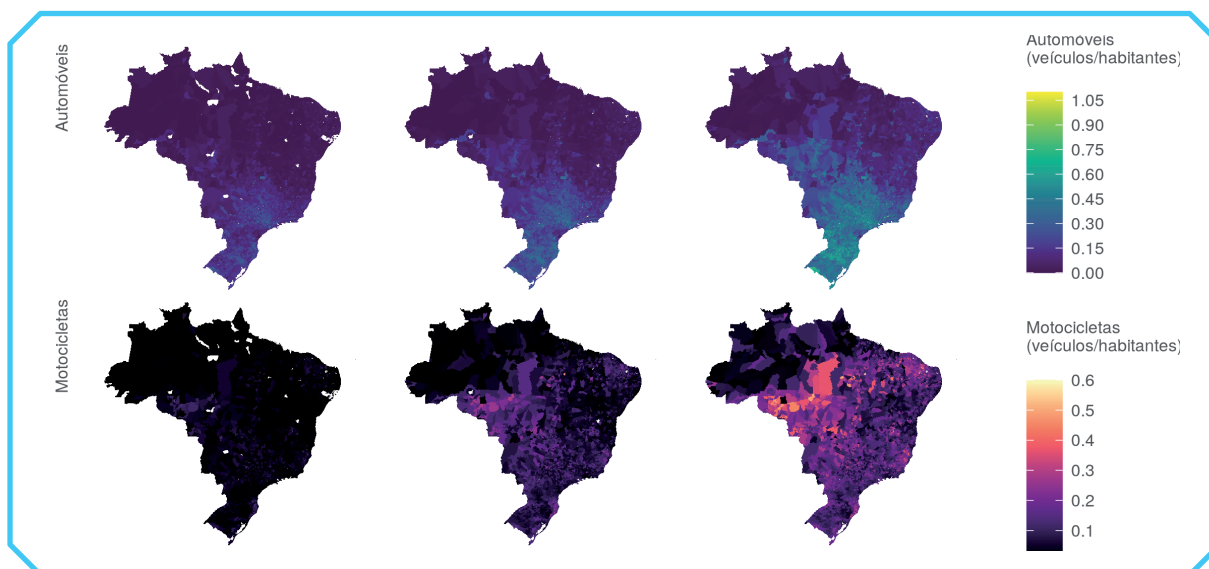 Automóveis
Automóveis
(veículos/habitantes)
1.05
0.90
0.75
0.60
0.45
0.30
0.15
0.00
Motocicletas
Motocicletas
(veículos/habitantes)
0.6
0.5
0.4
0.3
0.2
0.1